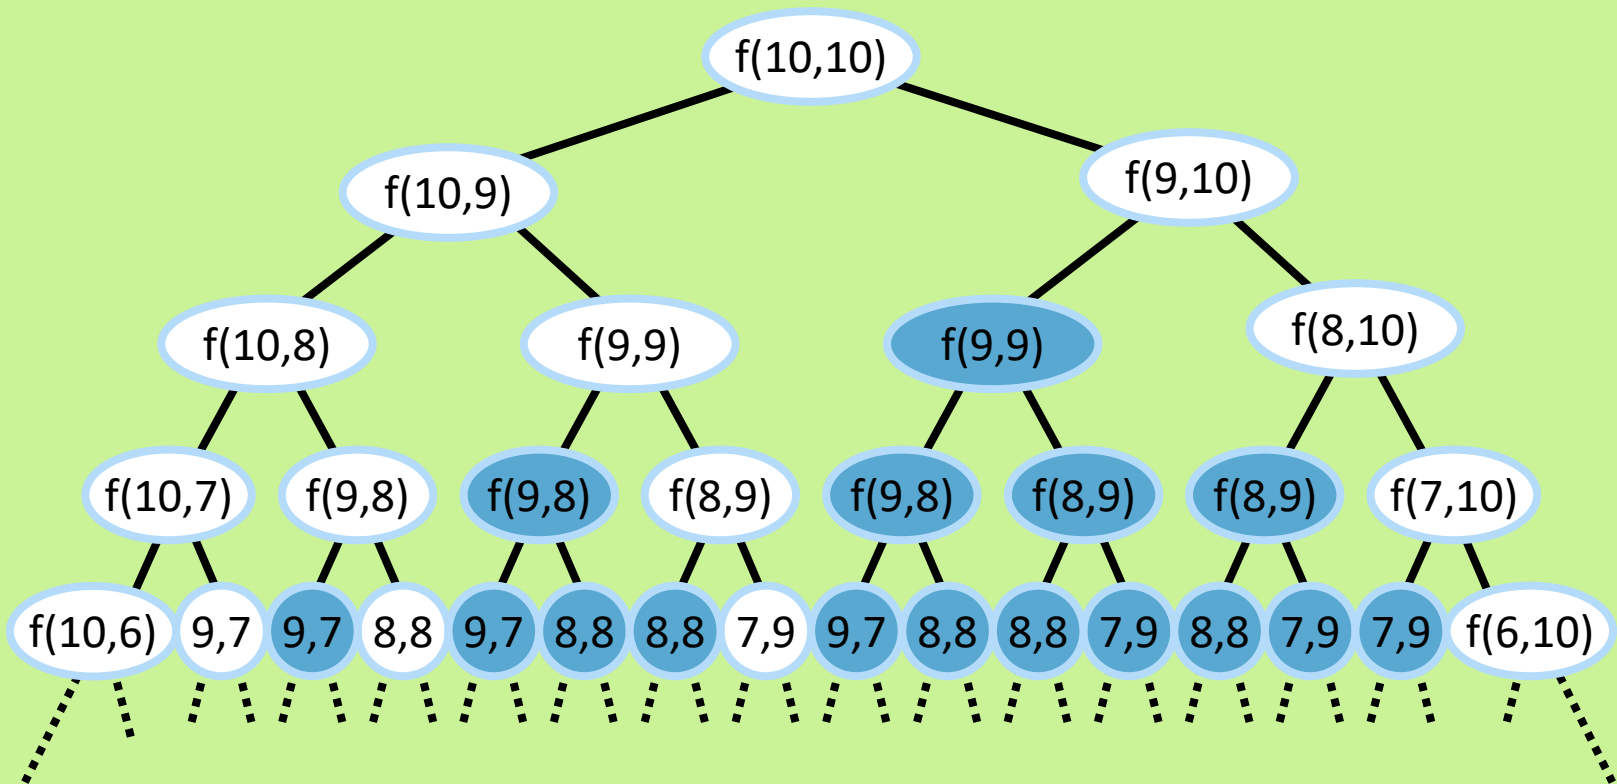 f(10,10)
f(10,9) f(9,10)
f(10,8) f(9,9) f(9,9) f(8,10)
f(10,7) f(9,8) f(9,8) f(8,9) f(9,8) f(8,9) f(8,9) f(7,10)
f(10,6) 9,7 9,7 8,8 9,7 8,8 8,8 7,9 9,7 8,8 8,8 7,9 8,8 7,9 7,9 f(6,10)